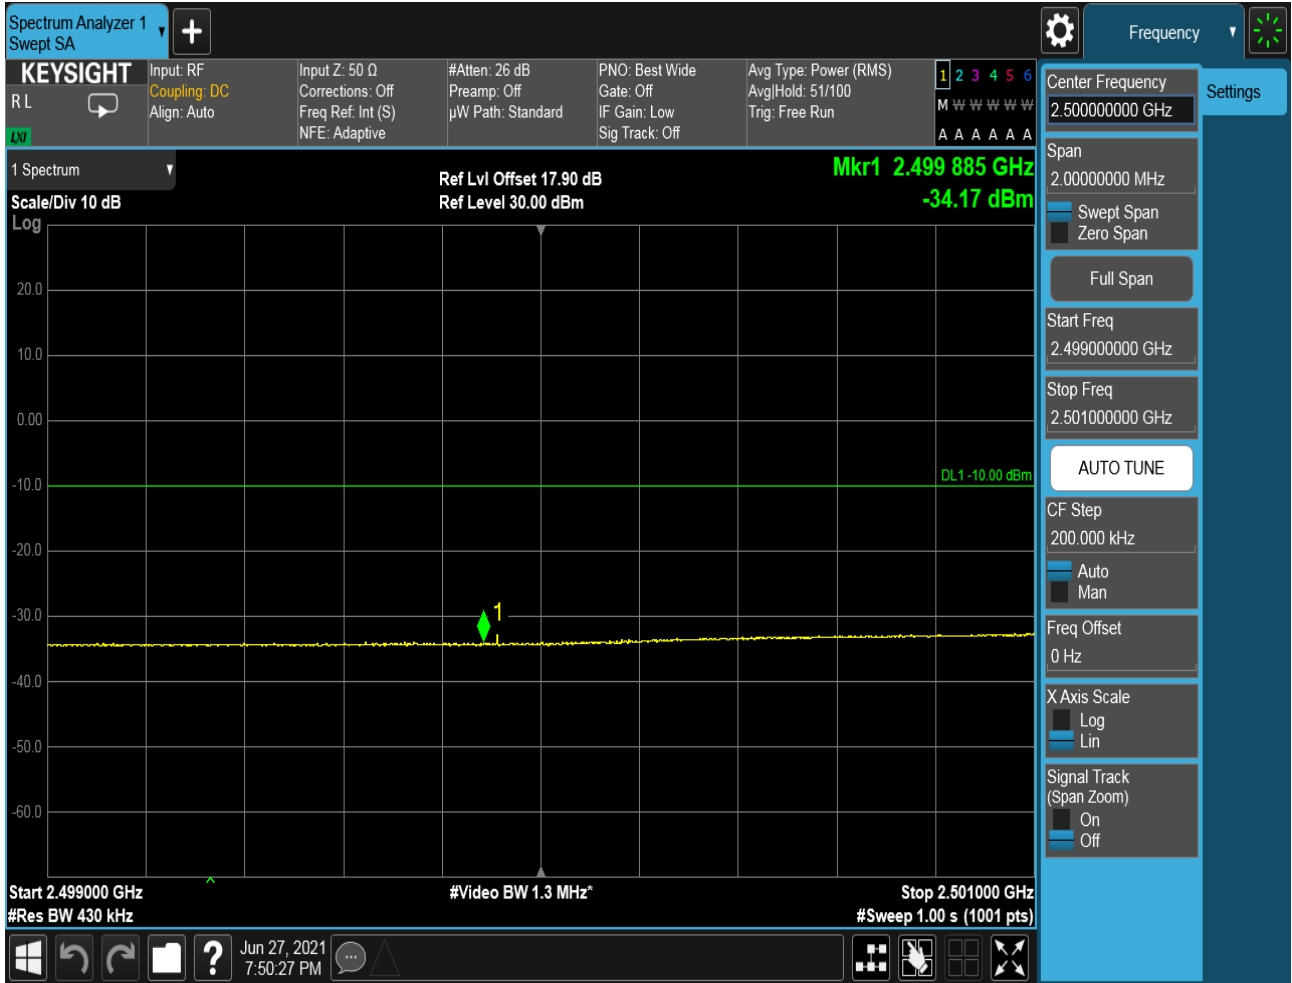 Spectrum Analyzer 1
Swept SA
+
Frequency
KEYSIGHT
R L
LXI
Input: RF
Coupling: DC
Align: Auto
Input Z: 50 Ω
Corrections: Off
Freq Ref: Int (S)
NFE: Adaptive
#Atten: 26 dB
Preamp: Off
µW Path: Standard
PNO: Best Wide
Gate: Off
IF Gain: Low
Sig Track: Off
Avg Type: Power (RMS)
Avg|Hold: 51/100
Trig: Free Run
1 2 3 4 5 6
M W W W W W
A A A A A A
1 Spectrum
Scale/Div 10 dB
Log
Ref Lvl Offset 17.90 dB
Ref Level 30.00 dBm
Mkr1 2.499 885 GHz
-34.17 dBm
20.0
10.0
0.00
-10.0
-20.0
-30.0
-40.0
-50.0
-60.0
DL1 -10.00 dBm
1
Start 2.499000 GHz
#Res BW 430 kHz
#Video BW 1.3 MHz*
Stop 2.501000 GHz
#Sweep 1.00 s (1001 pts)
Center Frequency
2.500000000 GHz
Settings
Span
2.00000000 MHz
Swept Span
Zero Span
Full Span
Start Freq
2.499000000 GHz
Stop Freq
2.501000000 GHz
AUTO TUNE
CF Step
200.000 kHz
Auto
Man
Freq Offset
0 Hz
X Axis Scale
Log
Lin
Signal Track
(Span Zoom)
On
Off
?
Jun 27, 2021
7:50:27 PM